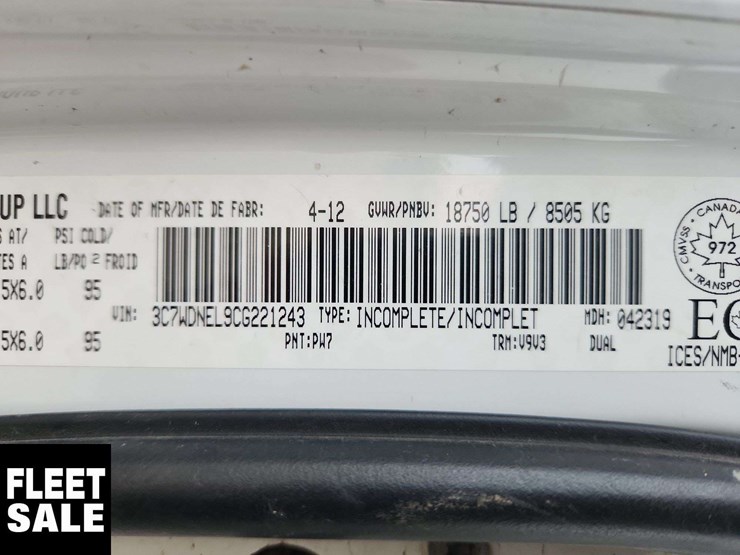 UP LLC DATE OF MFR/DATE DE FABR: 4-12 GVWR/PNBV: 18750 LB / 8505 KG
S AT/ PSI COLD/
ES A LB/PO 2 FROID
5X6.0 95
VIN: 3C7WDNEL9CG221243 TYPE: INCOMPLETE/INCOMPLET MDH: 042319
5X6.0 95 PNT:PW7 TRM:V9V3 DUAL
CANADA
CMVSS
972
TRANSPO
EC
ICES/NMB-
FLEET
SALE